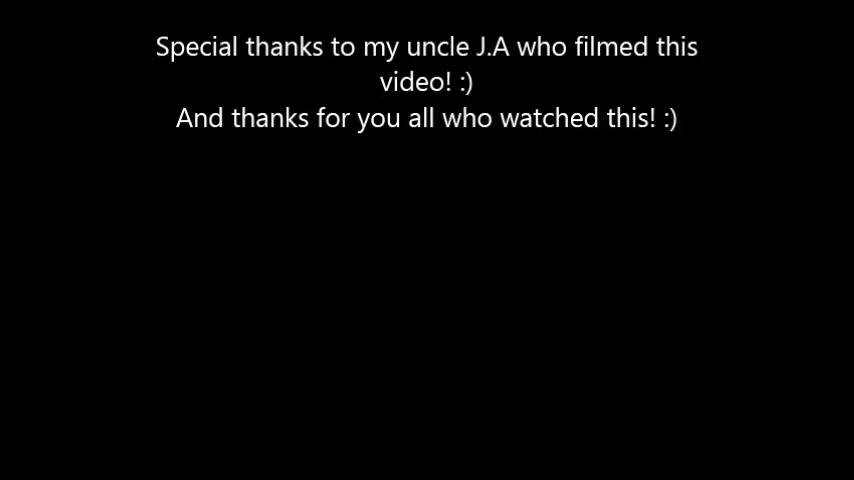 Special thanks to my uncle J.A who filmed this
video! :)
And thanks for you all who watched this! :)